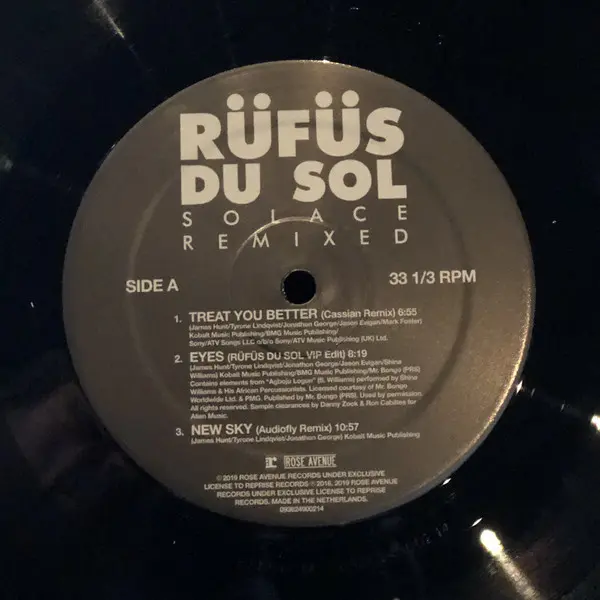 RÜFÜS
DU SOL
SOLACE
REMIXED
SIDE A
33 1/3 RPM
1. TREAT YOU BETTER (Cassian Remix) 6:55
(James Hunt/Tyrone Lindqvist/Jonathon George/Jason Evigan/Mark Foster)
Kobalt Music Publishing/BMG Music Publishing/
Sony/ATV Songs LLC o/b/o Sony/ATV Music Publishing (UK) Ltd.
2. EYES (RÜFÜS DU SOL VIP Edit) 8:19
(James Hunt/Tyrone Lindqvist/Jonathon George/Jason Evigan/Shina
Williams) Kobalt Music Publishing/BMG Music Publishing/Mr. Bongo (PRS)
Contains elements from "Agboju Logun" (S. Williams) performed by Shina
Williams & His African Percussionists. Licensed courtesy of Mr. Bongo
Worldwide Ltd. & PMG. Published by Mr. Bongo (PRS). Used by permission.
All rights reserved. Sample clearances by Danny Zook & Ron Cabiltes for
Alien Music.
3. NEW SKY (Audiofly Remix) 10:57
(James Hunt/Tyrone Lindqvist/Jonathon George) Kobalt Music Publishing
ROSE AVENUE
© 2019 ROSE AVENUE RECORDS UNDER EXCLUSIVE
LICENSE TO REPRISE RECORDS ℗ 2018, 2019 ROSE AVENUE
RECORDS UNDER EXCLUSIVE LICENSE TO REPRISE
RECORDS. MADE IN THE NETHERLANDS.
093624900214